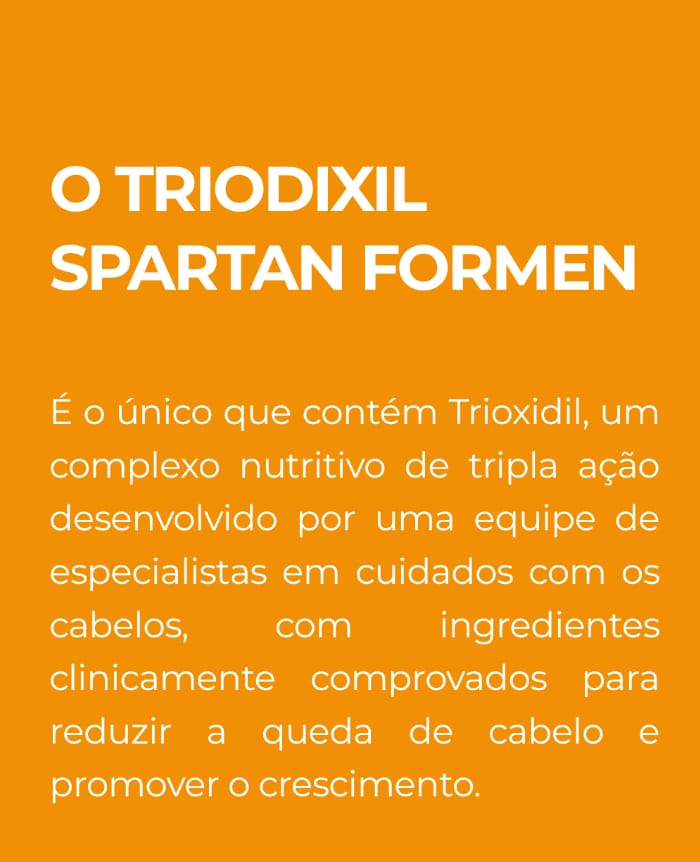 O TRIODIXIL
SPARTAN FORMEN
É o único que contém Trioxidil, um
complexo nutritivo de tripla ação
desenvolvido por uma equipe de
especialistas em cuidados com os
cabelos, com ingredientes
clinicamente comprovados para
reduzir a queda de cabelo e
promover o crescimento.